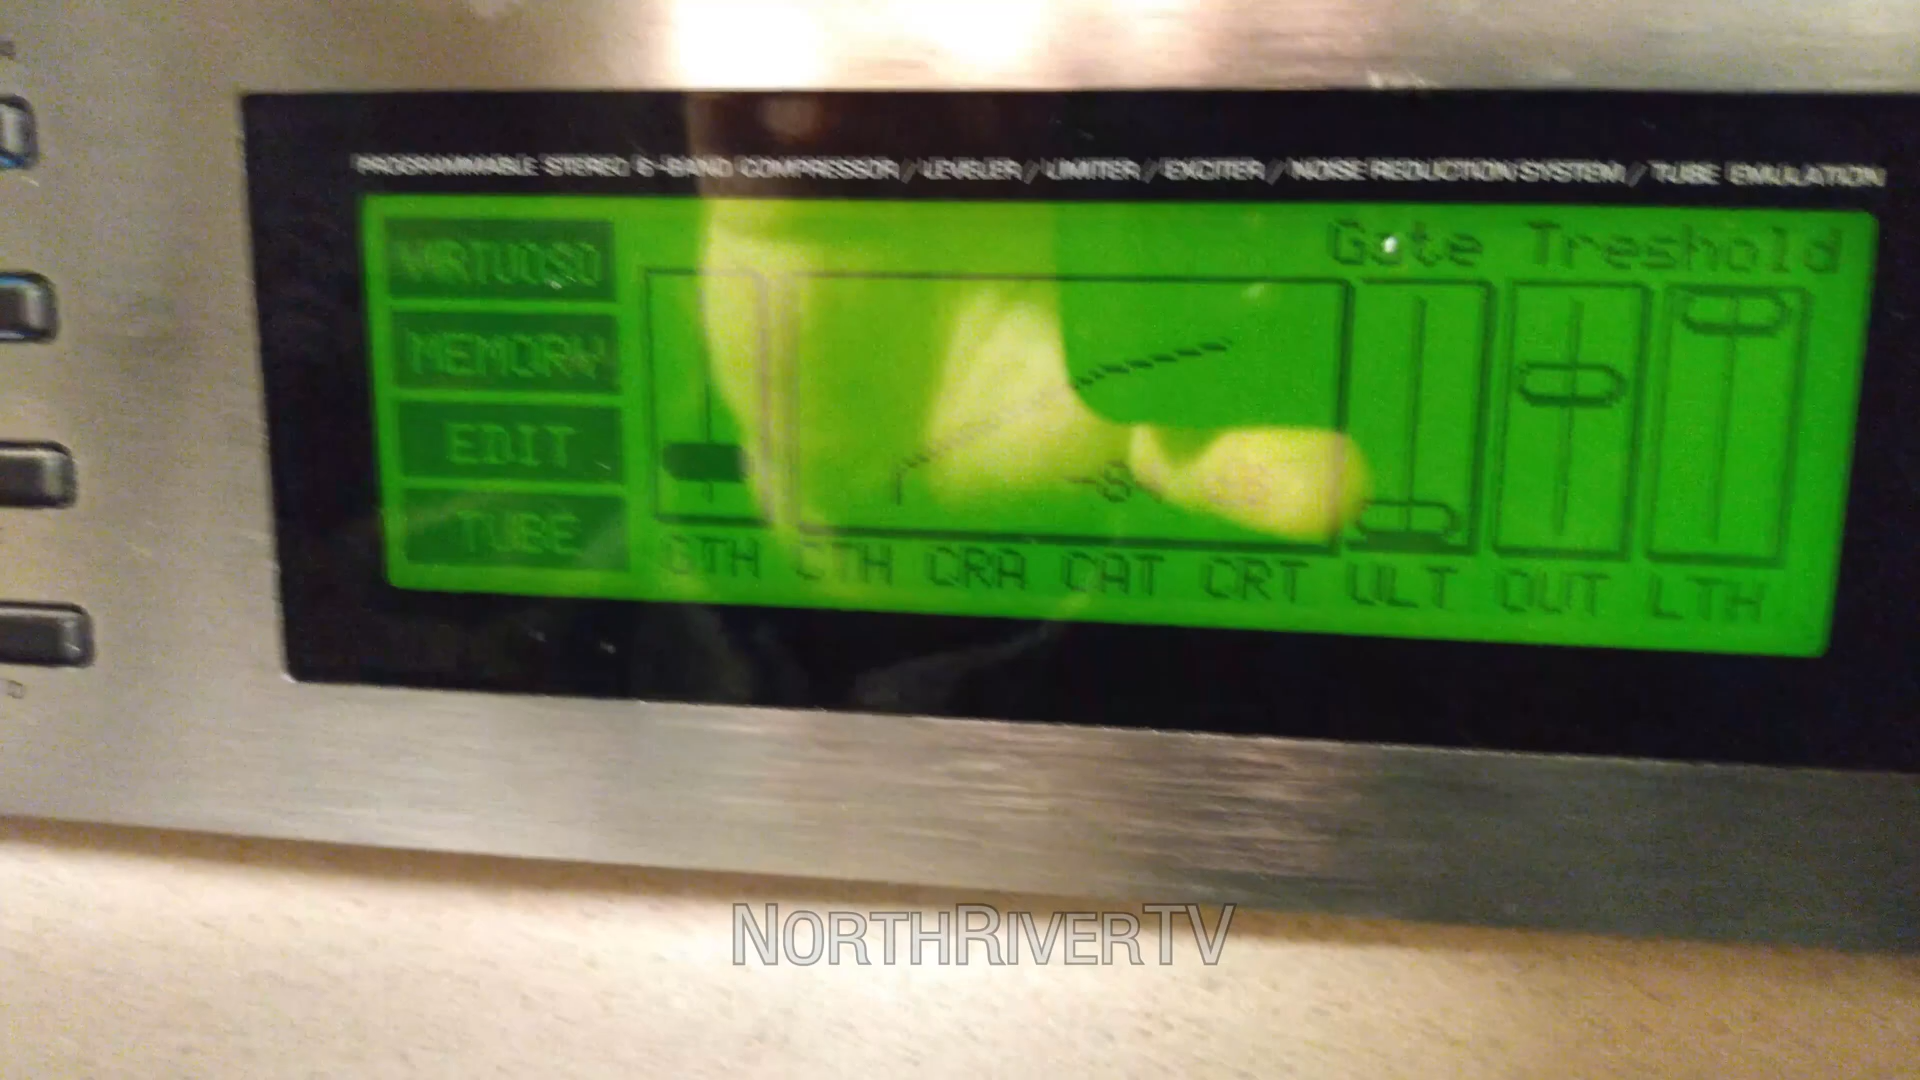 PROGRAMMABLE STEREO 6-BAND COMPRESSOR / LEVELER / LIMITER / EXCITER / NOISE REDUCTION SYSTEM / TUBE EMULATION
Gate Treshold
VIRTUOSO
MEMORY
EDIT
TUBE
GTH CTH CRA CAT CRT ULT OUT LTH
NORTHRIVERTV